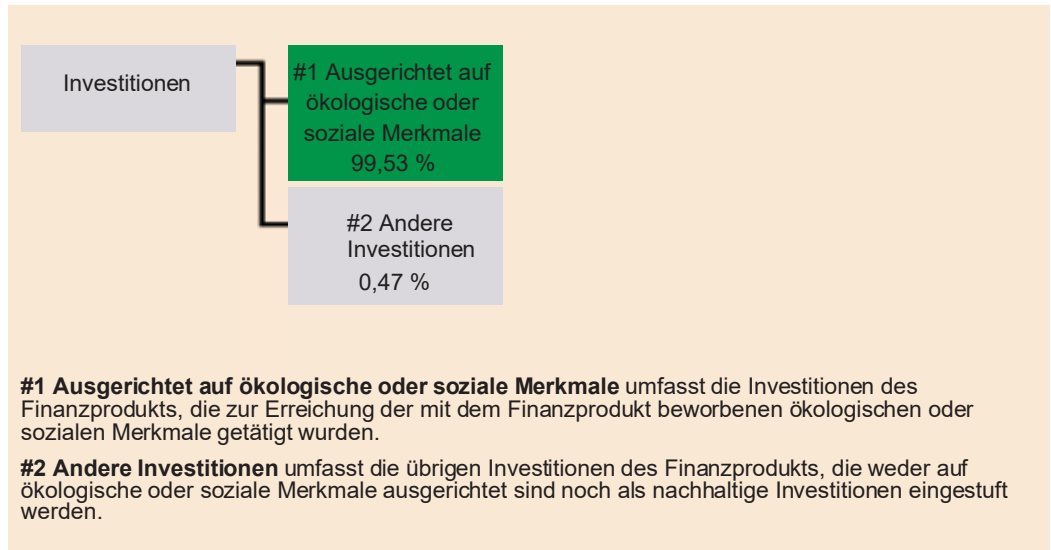 Investitionen
#1 Ausgerichtet auf
ökologische oder
soziale Merkmale
99,53 %
#2 Andere
Investitionen
0,47 %
#1 Ausgerichtet auf ökologische oder soziale Merkmale umfasst die Investitionen des
Finanzprodukts, die zur Erreichung der mit dem Finanzprodukt beworbenen ökologischen oder
sozialen Merkmale getätigt wurden.
#2 Andere Investitionen umfasst die übrigen Investitionen des Finanzprodukts, die weder auf
ökologische oder soziale Merkmale ausgerichtet sind noch als nachhaltige Investitionen eingestuft
werden.